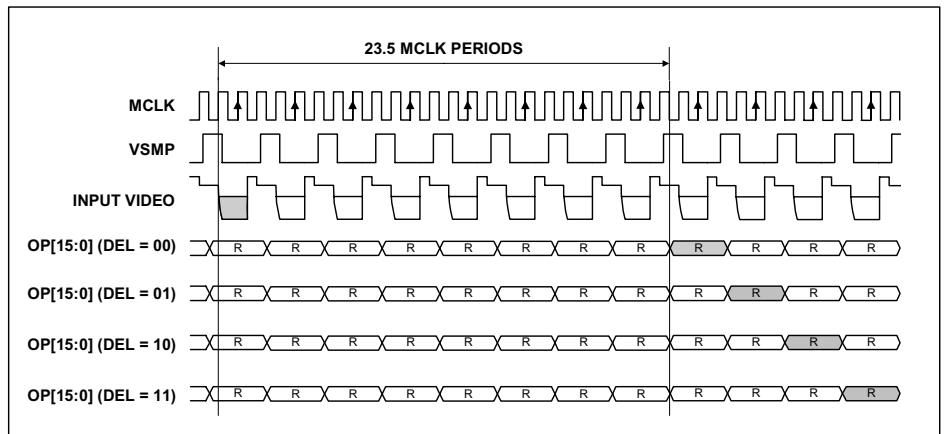 23.5 MCLK PERIODS
MCLK
VSMP
INPUT VIDEO
OP[15:0] (DEL = 00) R R R R R R R R R R R R
OP[15:0] (DEL = 01) R R R R R R R R R R R R
OP[15:0] (DEL = 10) R R R R R R R R R R R R
OP[15:0] (DEL = 11) R R R R R R R R R R R R